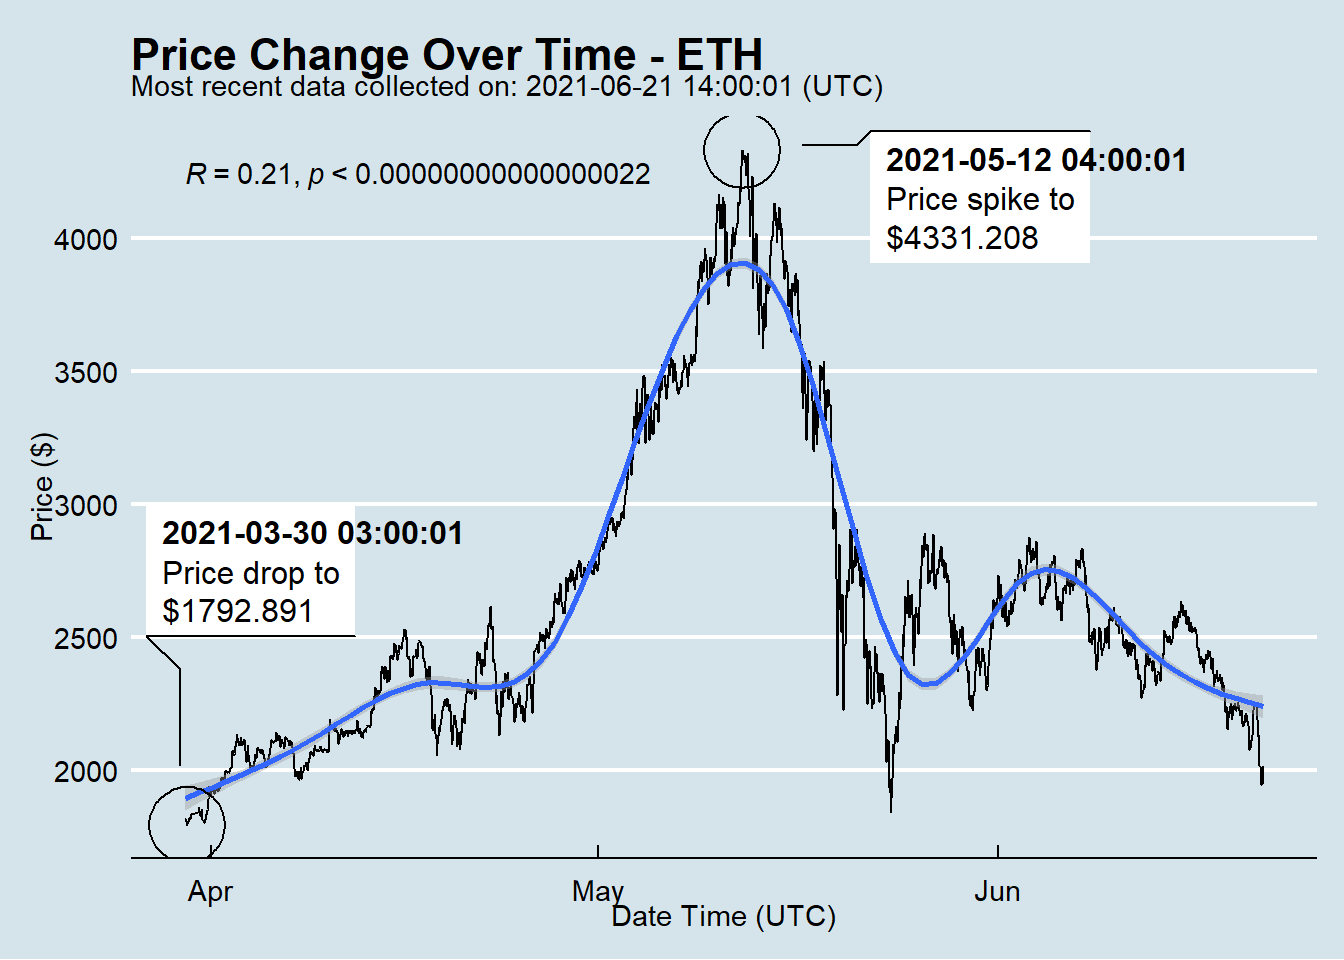 Price Change Over Time - ETH
Most recent data collected on: 2021-06-21 14:00:01 (UTC)
R = 0.21, p < 0.00000000000000022
2021-05-12 04:00:01
Price spike to
$4331.208
4000
3500
3000
2500
2000
Price ($)
2021-03-30 03:00:01
Price drop to
$1792.891
Apr
May
Jun
Date Time (UTC)